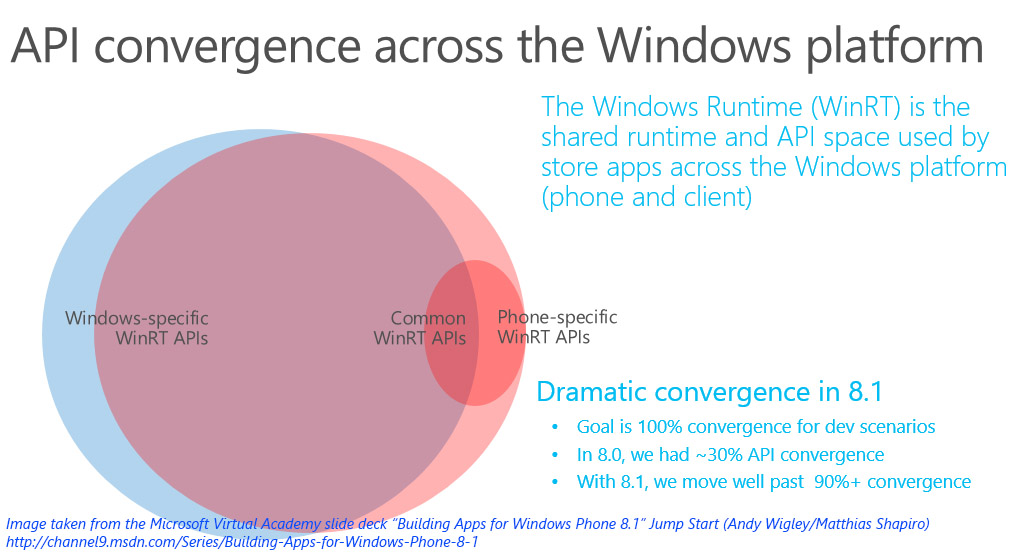 API convergence across the Windows platform
The Windows Runtime (WinRT) is the
shared runtime and API space used by
store apps across the Windows platform
(phone and client)
Windows-specific
WinRT APIs
Common
WinRT APIs
Phone-specific
WinRT APIs
Dramatic convergence in 8.1
• Goal is 100% convergence for dev scenarios
• In 8.0, we had ~30% API convergence
• With 8.1, we move well past 90%+ convergence
Image taken from the Microsoft Virtual Academy slide deck “Building Apps for Windows Phone 8.1” Jump Start (Andy Wigley/Matthias Shapiro)
http://channel9.msdn.com/Series/Building-Apps-for-Windows-Phone-8-1